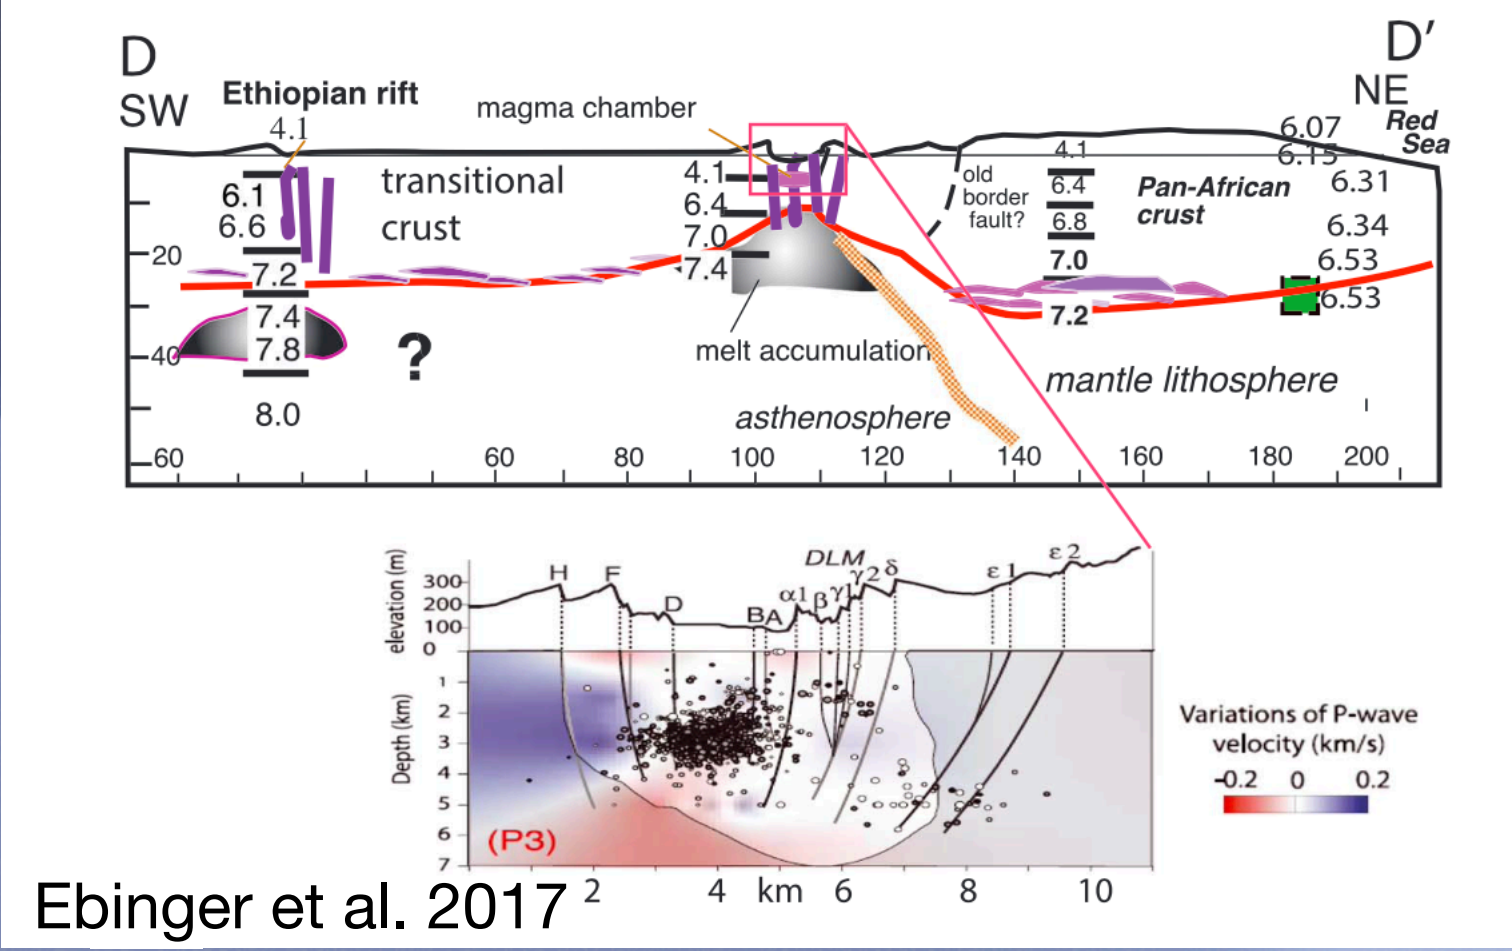 D
D′
SW
NE
Ethiopian rift
magma chamber
4.1
6.07
Red
Sea
6.15
transitional
crust
6.1
6.6
7.2
7.4
7.8
8.0
?
4.1
6.4
7.0
7.4
old
border
fault?
4.1
6.4
6.8
7.0
7.2
Pan-African
crust
6.31
6.34
6.53
6.53
20
40
60
melt accumulation
asthenosphere
mantle lithosphere
60 80 100 120 140 160 180 200
elevation (m)
300
200
100
0
H F D B A α1 β γ1 γ2 δ ε1 ε2
DLM
Depth (km)
1
2
3
4
5
6
7
(P3)
2 4 km 6 8 10
Variations of P-wave
velocity (km/s)
-0.2 0 0.2
Ebinger et al. 2017